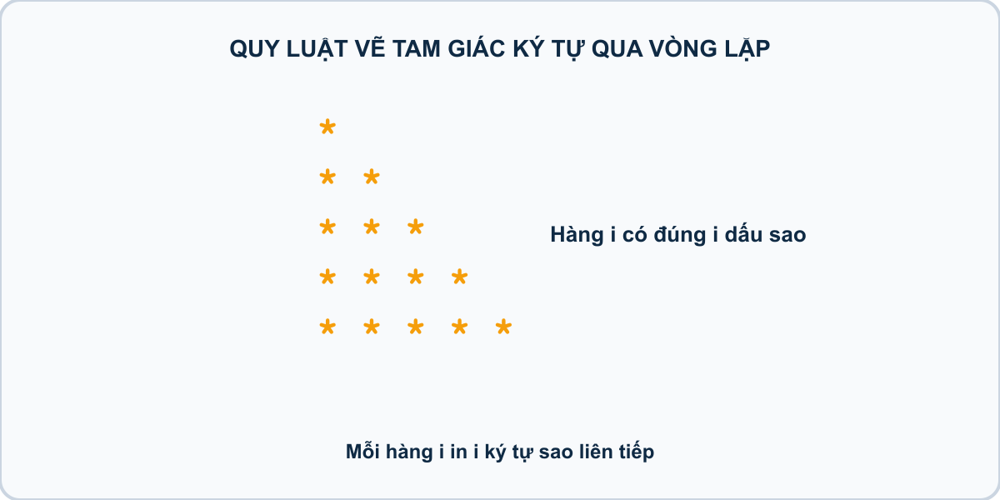 QUY LUẬT VẼ TAM GIÁC KÝ TỰ QUA VÒNG LẶP
*
* *
* * *
Hàng i có đúng i dấu sao
* * * *
* * * * *
Mỗi hàng i in i ký tự sao liên tiếp